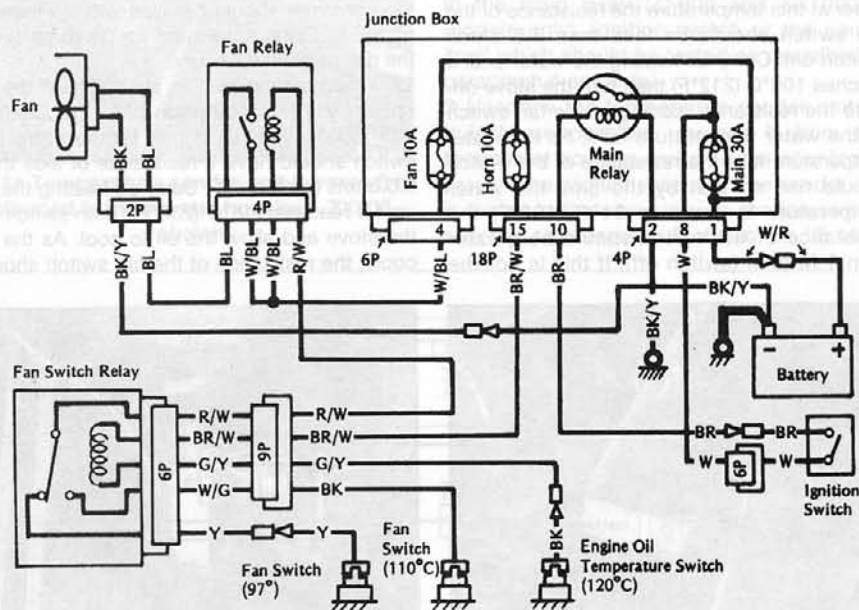 Junction Box
Fan Relay
Fan
BK
BL
Fan 10A
Horn 10A
Main
Relay
Main 30A
2P
4P
4
15
10
2
8
6P
18P
4P
W/R
BK/Y
BL
BL
W/BL
W/BL
R/W
W/BL
BR/W
BR
BK/Y
W
BK/Y
- +
Battery
Fan Switch Relay
6P
R/W
BR/W
G/Y
W/G
9P
R/W
BR/W
G/Y
BK
BR
BR
W
6P
W
Ignition
Switch
Y
Y
BK
Fan Switch
(97°C)
Fan
Switch
(110°C)
Engine Oil
Temperature Switch
(120°C)